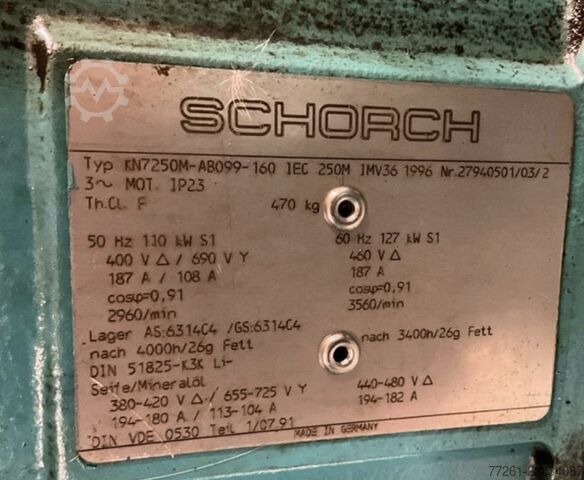 SCHORCH
Typ KN7250M-AB099-160 IEC 250M IMV36 1996 Nr.27940501/03/2
3~ MOT. IP23
Th.Cl. F 470 kg
50 Hz 110 kW S1 60 Hz 127 kW S1
400 V Δ / 690 V Y 460 V Δ
187 A / 108 A 187 A
cosφ=0,91 cosφ=0,91
2960/min 3560/min
Lager AS:6314C4 /GS:6314C4
nach 4000h/26g Fett nach 3400h/26g Fett
DIN 51825-K3K Li-
Seife/Mineralöl
380-420 V Δ / 655-725 V Y 440-480 V Δ
194-180 A / 113-104 A 194-182 A
DIN VDE 0530 Teil 1/07.91
MADE IN GERMANY